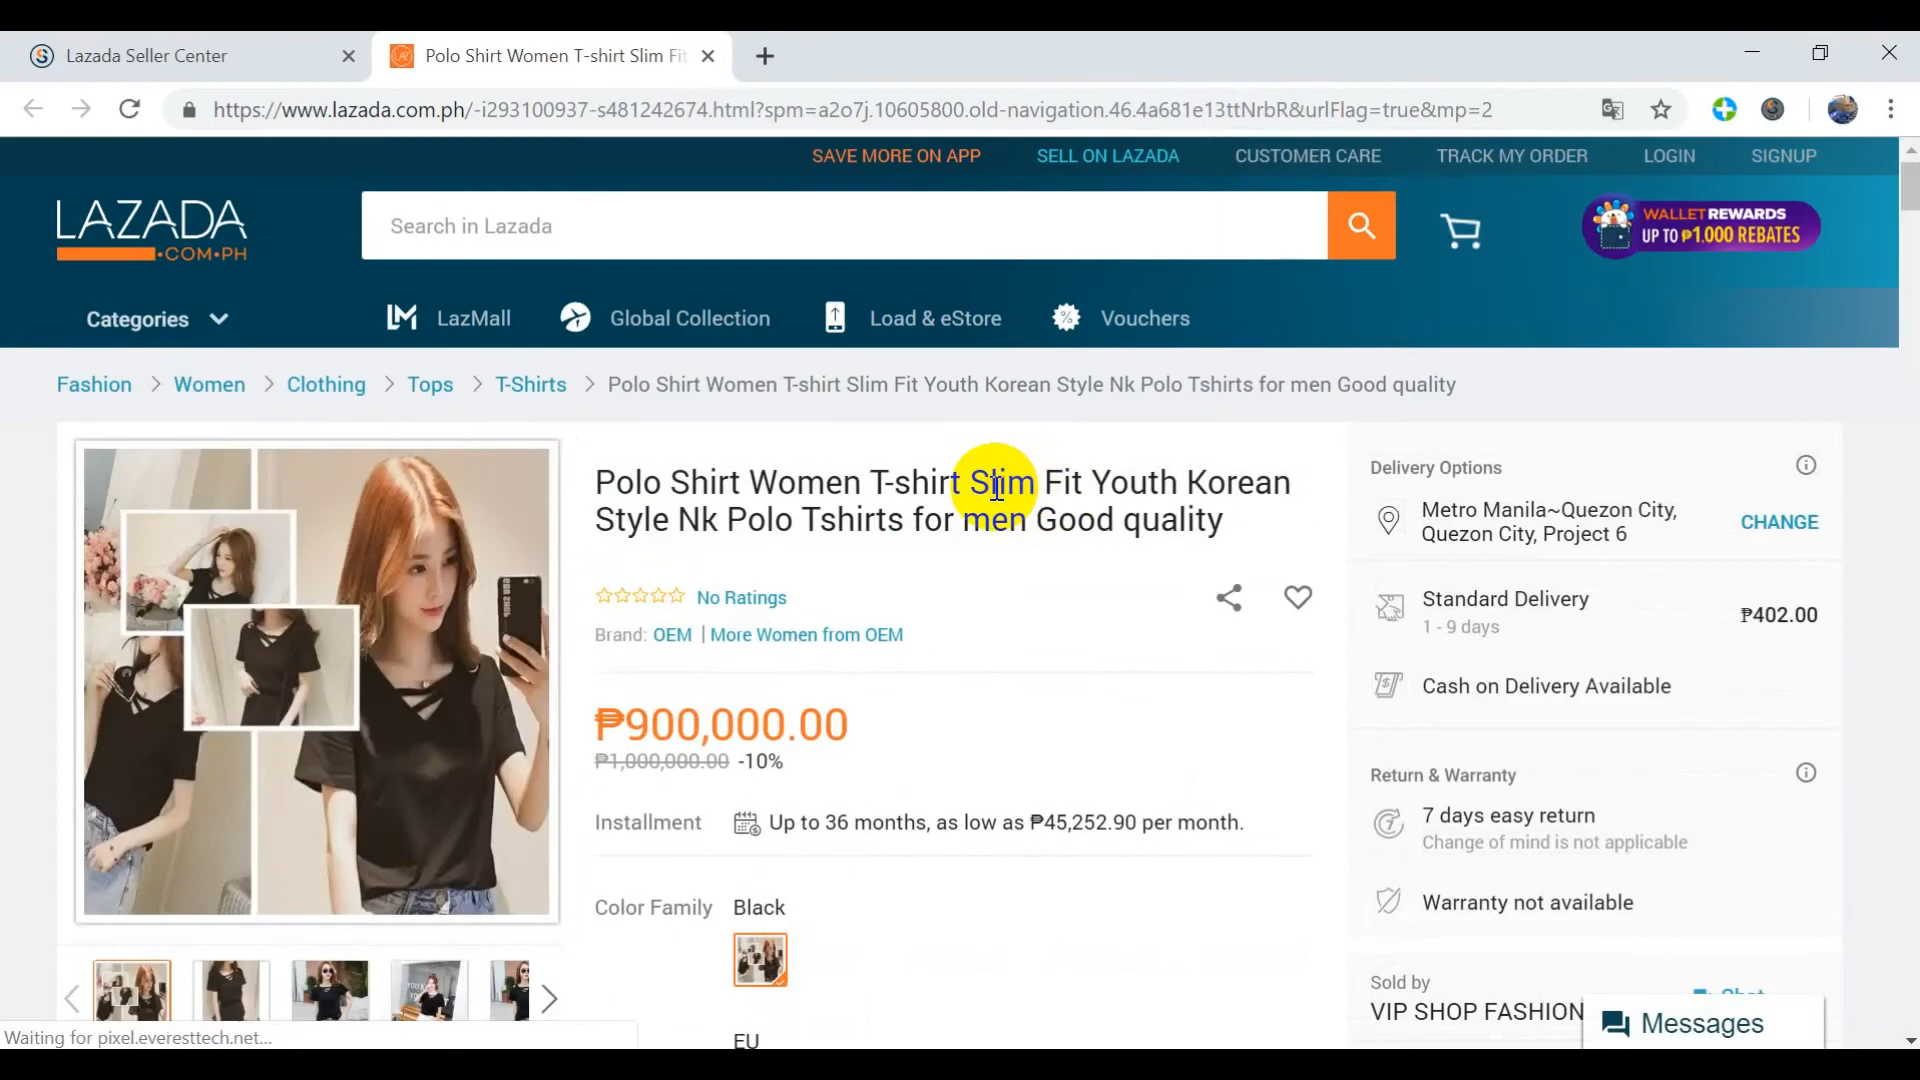 Lazada Seller Center
Polo Shirt Women T-shirt Slim Fit
https://www.lazada.com.ph/-i293100937-s481242674.html?spm=a2o7j.10605800.old-navigation.46.4a681e13ttNrbR&urlFlag=true&mp=2
SAVE MORE ON APP SELL ON LAZADA CUSTOMER CARE TRACK MY ORDER LOGIN SIGNUP
LAZADA
.COM.PH
Search in Lazada
WALLET REWARDS
UP TO ₱1,000 REBATES
Categories LazMall Global Collection Load & eStore Vouchers
Fashion > Women > Clothing > Tops > T-Shirts > Polo Shirt Women T-shirt Slim Fit Youth Korean Style Nk Polo Tshirts for men Good quality
Polo Shirt Women T-shirt Slim Fit Youth Korean
Style Nk Polo Tshirts for men Good quality
No Ratings
Brand: OEM | More Women from OEM
₱900,000.00
₱1,000,000.00 -10%
Installment Up to 36 months, as low as ₱45,252.90 per month.
Color Family Black
EU
Delivery Options
Metro Manila~Quezon City,
Quezon City, Project 6
CHANGE
Standard Delivery
1 - 9 days
₱402.00
Cash on Delivery Available
Return & Warranty
7 days easy return
Change of mind is not applicable
Warranty not available
Sold by
Chat
VIP SHOP FASHION
Messages
Waiting for pixel.everesttech.net...